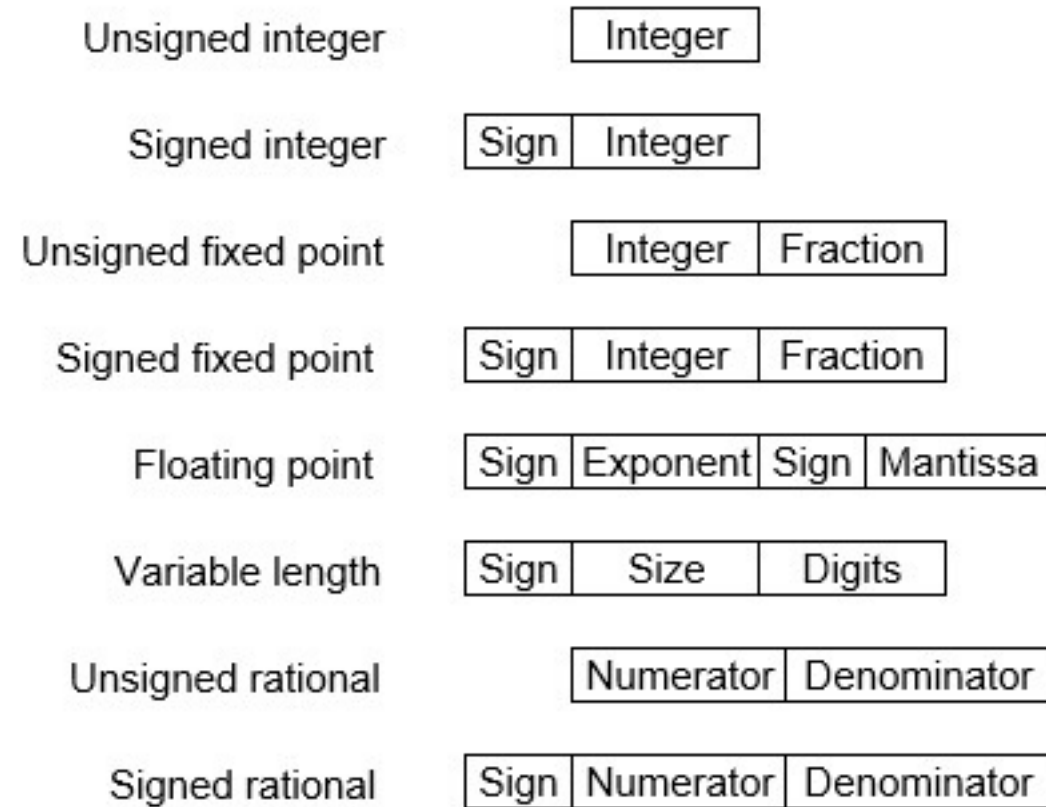 Unsigned integer Integer
Signed integer Sign Integer
Unsigned fixed point Integer Fraction
Signed fixed point Sign Integer Fraction
Floating point Sign Exponent Sign Mantissa
Variable length Sign Size Digits
Unsigned rational Numerator Denominator
Signed rational Sign Numerator Denominator